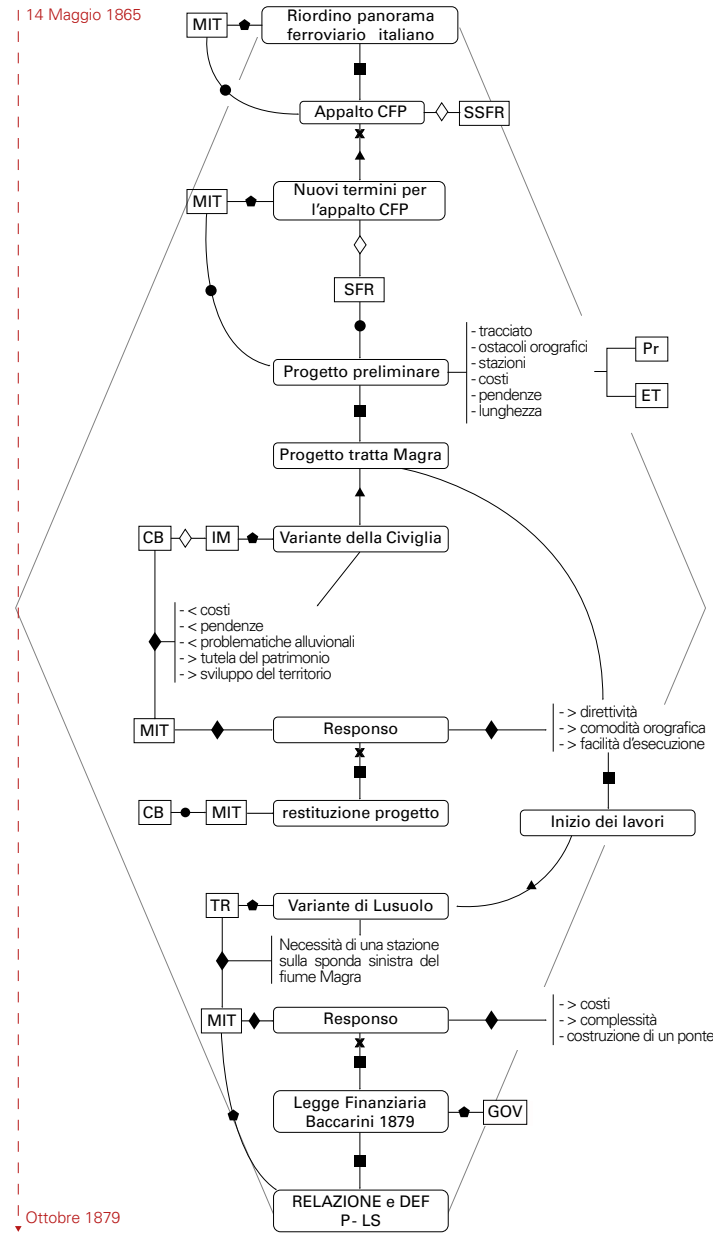 14 Maggio 1865
MIT
Riordino panorama
ferroviario italiano
Appalto CFP
SSFR
MIT
Nuovi termini per
l'appalto CFP
SFR
Progetto preliminare
- tracciato
- ostacoli orografici
- stazioni
- costi
- pendenze
- lunghezza
Pr
ET
Progetto tratta Magra
CB
IM
Variante della Civiglia
- < costi
- < pendenze
- < problematiche alluvionali
- > tutela del patrimonio
- > sviluppo del territorio
MIT
Responso
- > direttività
- > comodità orografica
- > facilità d'esecuzione
CB
MIT
restituzione progetto
Inizio dei lavori
TR
Variante di Lusuolo
Necessità di una stazione
sulla sponda sinistra del
fiume Magra
MIT
Responso
- > costi
- > complessità
- costruzione di un ponte
Legge Finanziaria
Baccarini 1879
GOV
RELAZIONE e DEF
P- LS
Ottobre 1879